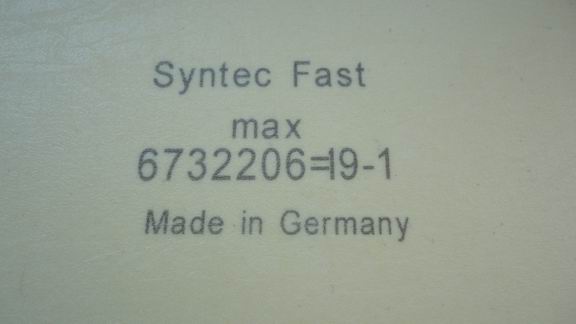 Syntec Fast
max
6732206=I9-1
Made in Germany